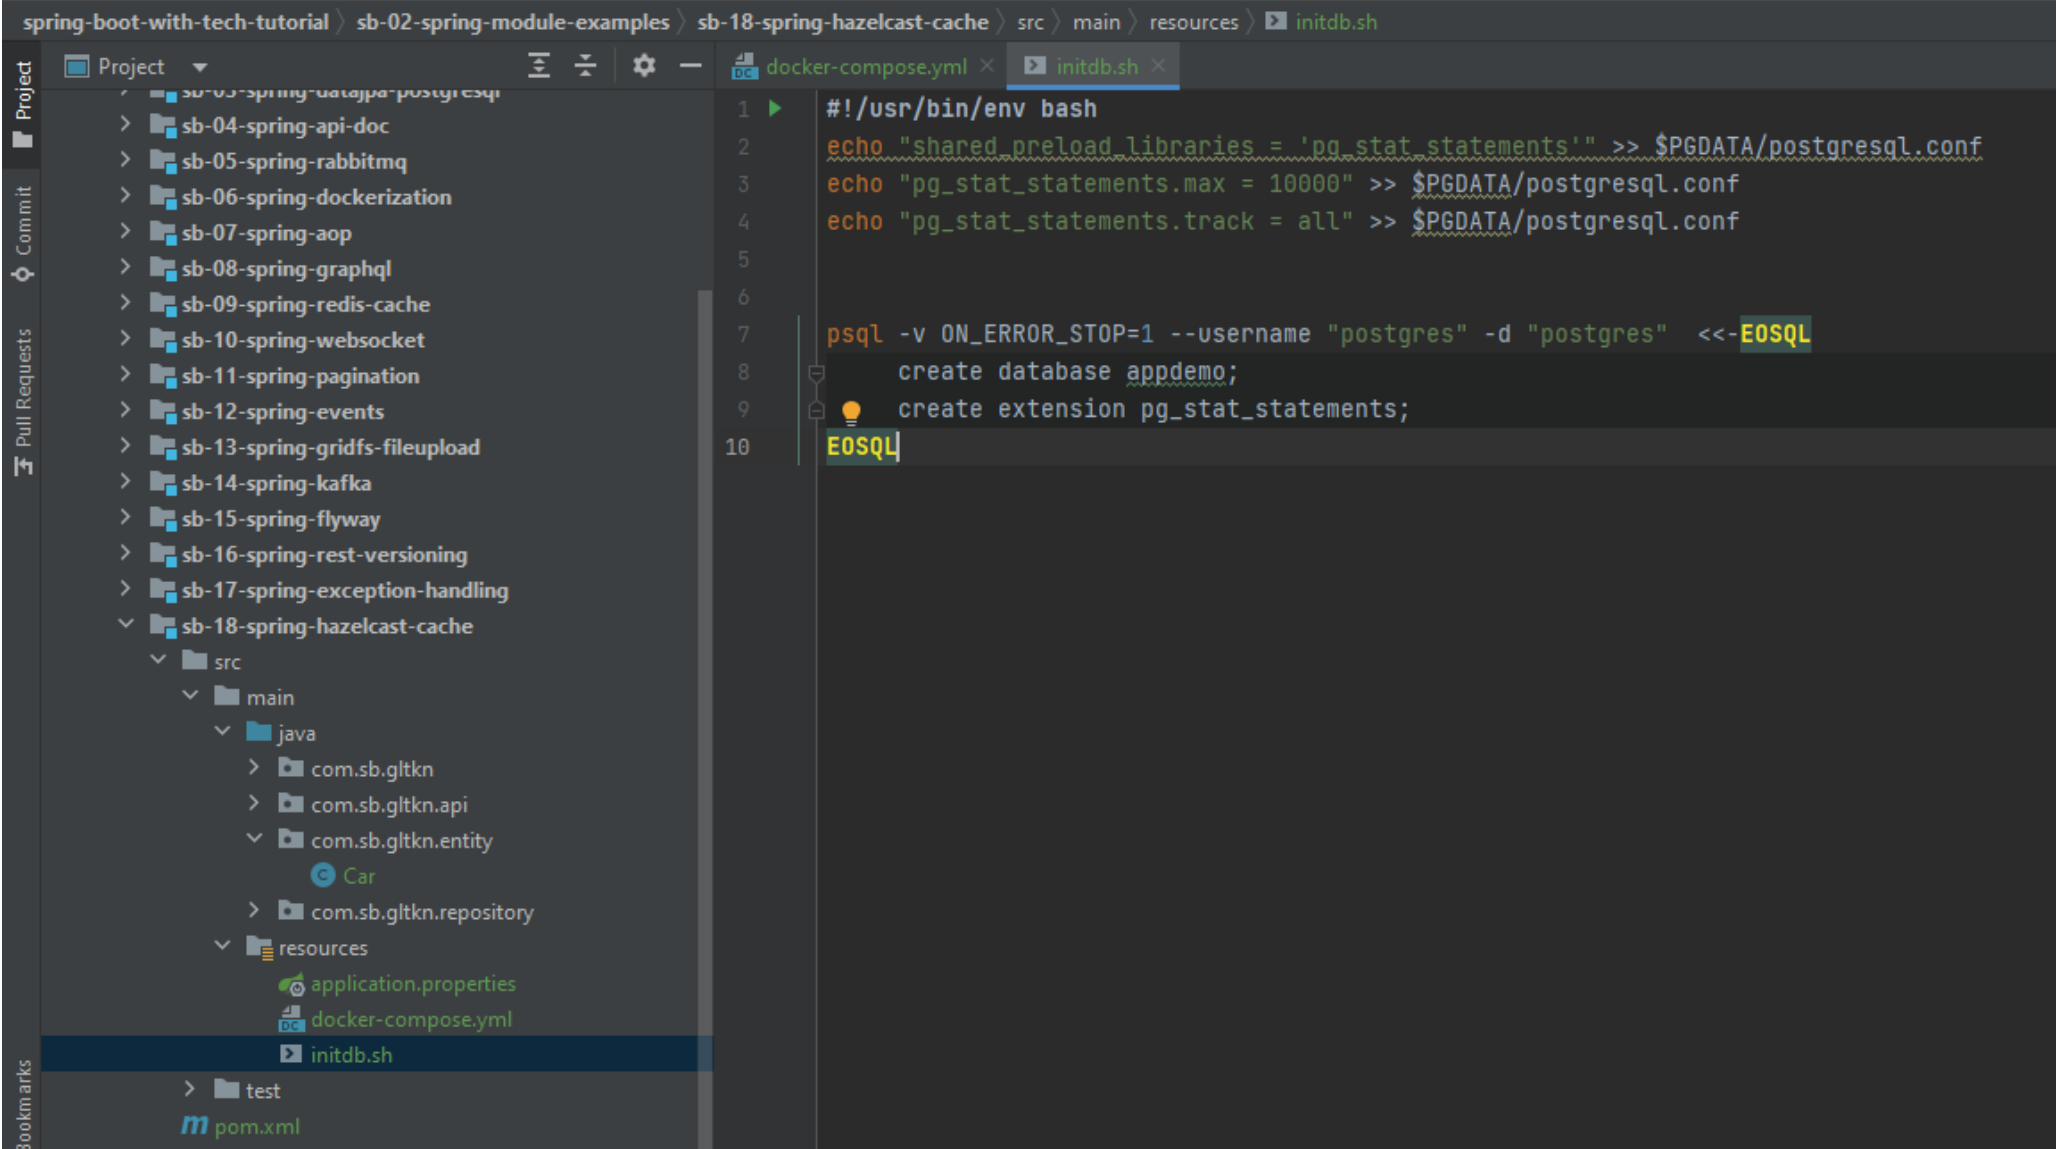 spring-boot-with-tech-tutorial sb-02-spring-module-examples sb-18-spring-hazelcast-cache src main resources initdb.sh
Project
Commit
Pull Requests
Bookmarks
Project
sb-03-spring-datajpa-postgresql
sb-04-spring-api-doc
sb-05-spring-rabbitmq
sb-06-spring-dockerization
sb-07-spring-aop
sb-08-spring-graphql
sb-09-spring-redis-cache
sb-10-spring-websocket
sb-11-spring-pagination
sb-12-spring-events
sb-13-spring-gridfs-fileupload
sb-14-spring-kafka
sb-15-spring-flyway
sb-16-spring-rest-versioning
sb-17-spring-exception-handling
sb-18-spring-hazelcast-cache
src
main
java
com.sb.gltkn
com.sb.gltkn.api
com.sb.gltkn.entity
C Car
com.sb.gltkn.repository
resources
application.properties
DC docker-compose.yml
initdb.sh
test
m pom.xml
DC docker-compose.yml initdb.sh
1 #!/usr/bin/env bash
2 echo "shared_preload_libraries = 'pg_stat_statements'" >> $PGDATA/postgresql.conf
3 echo "pg_stat_statements.max = 10000" >> $PGDATA/postgresql.conf
4 echo "pg_stat_statements.track = all" >> $PGDATA/postgresql.conf
5
6
7 psql -v ON_ERROR_STOP=1 --username "postgres" -d "postgres"  <<-EOSQL
8 create database appdemo;
9 create extension pg_stat_statements;
10 EOSQL